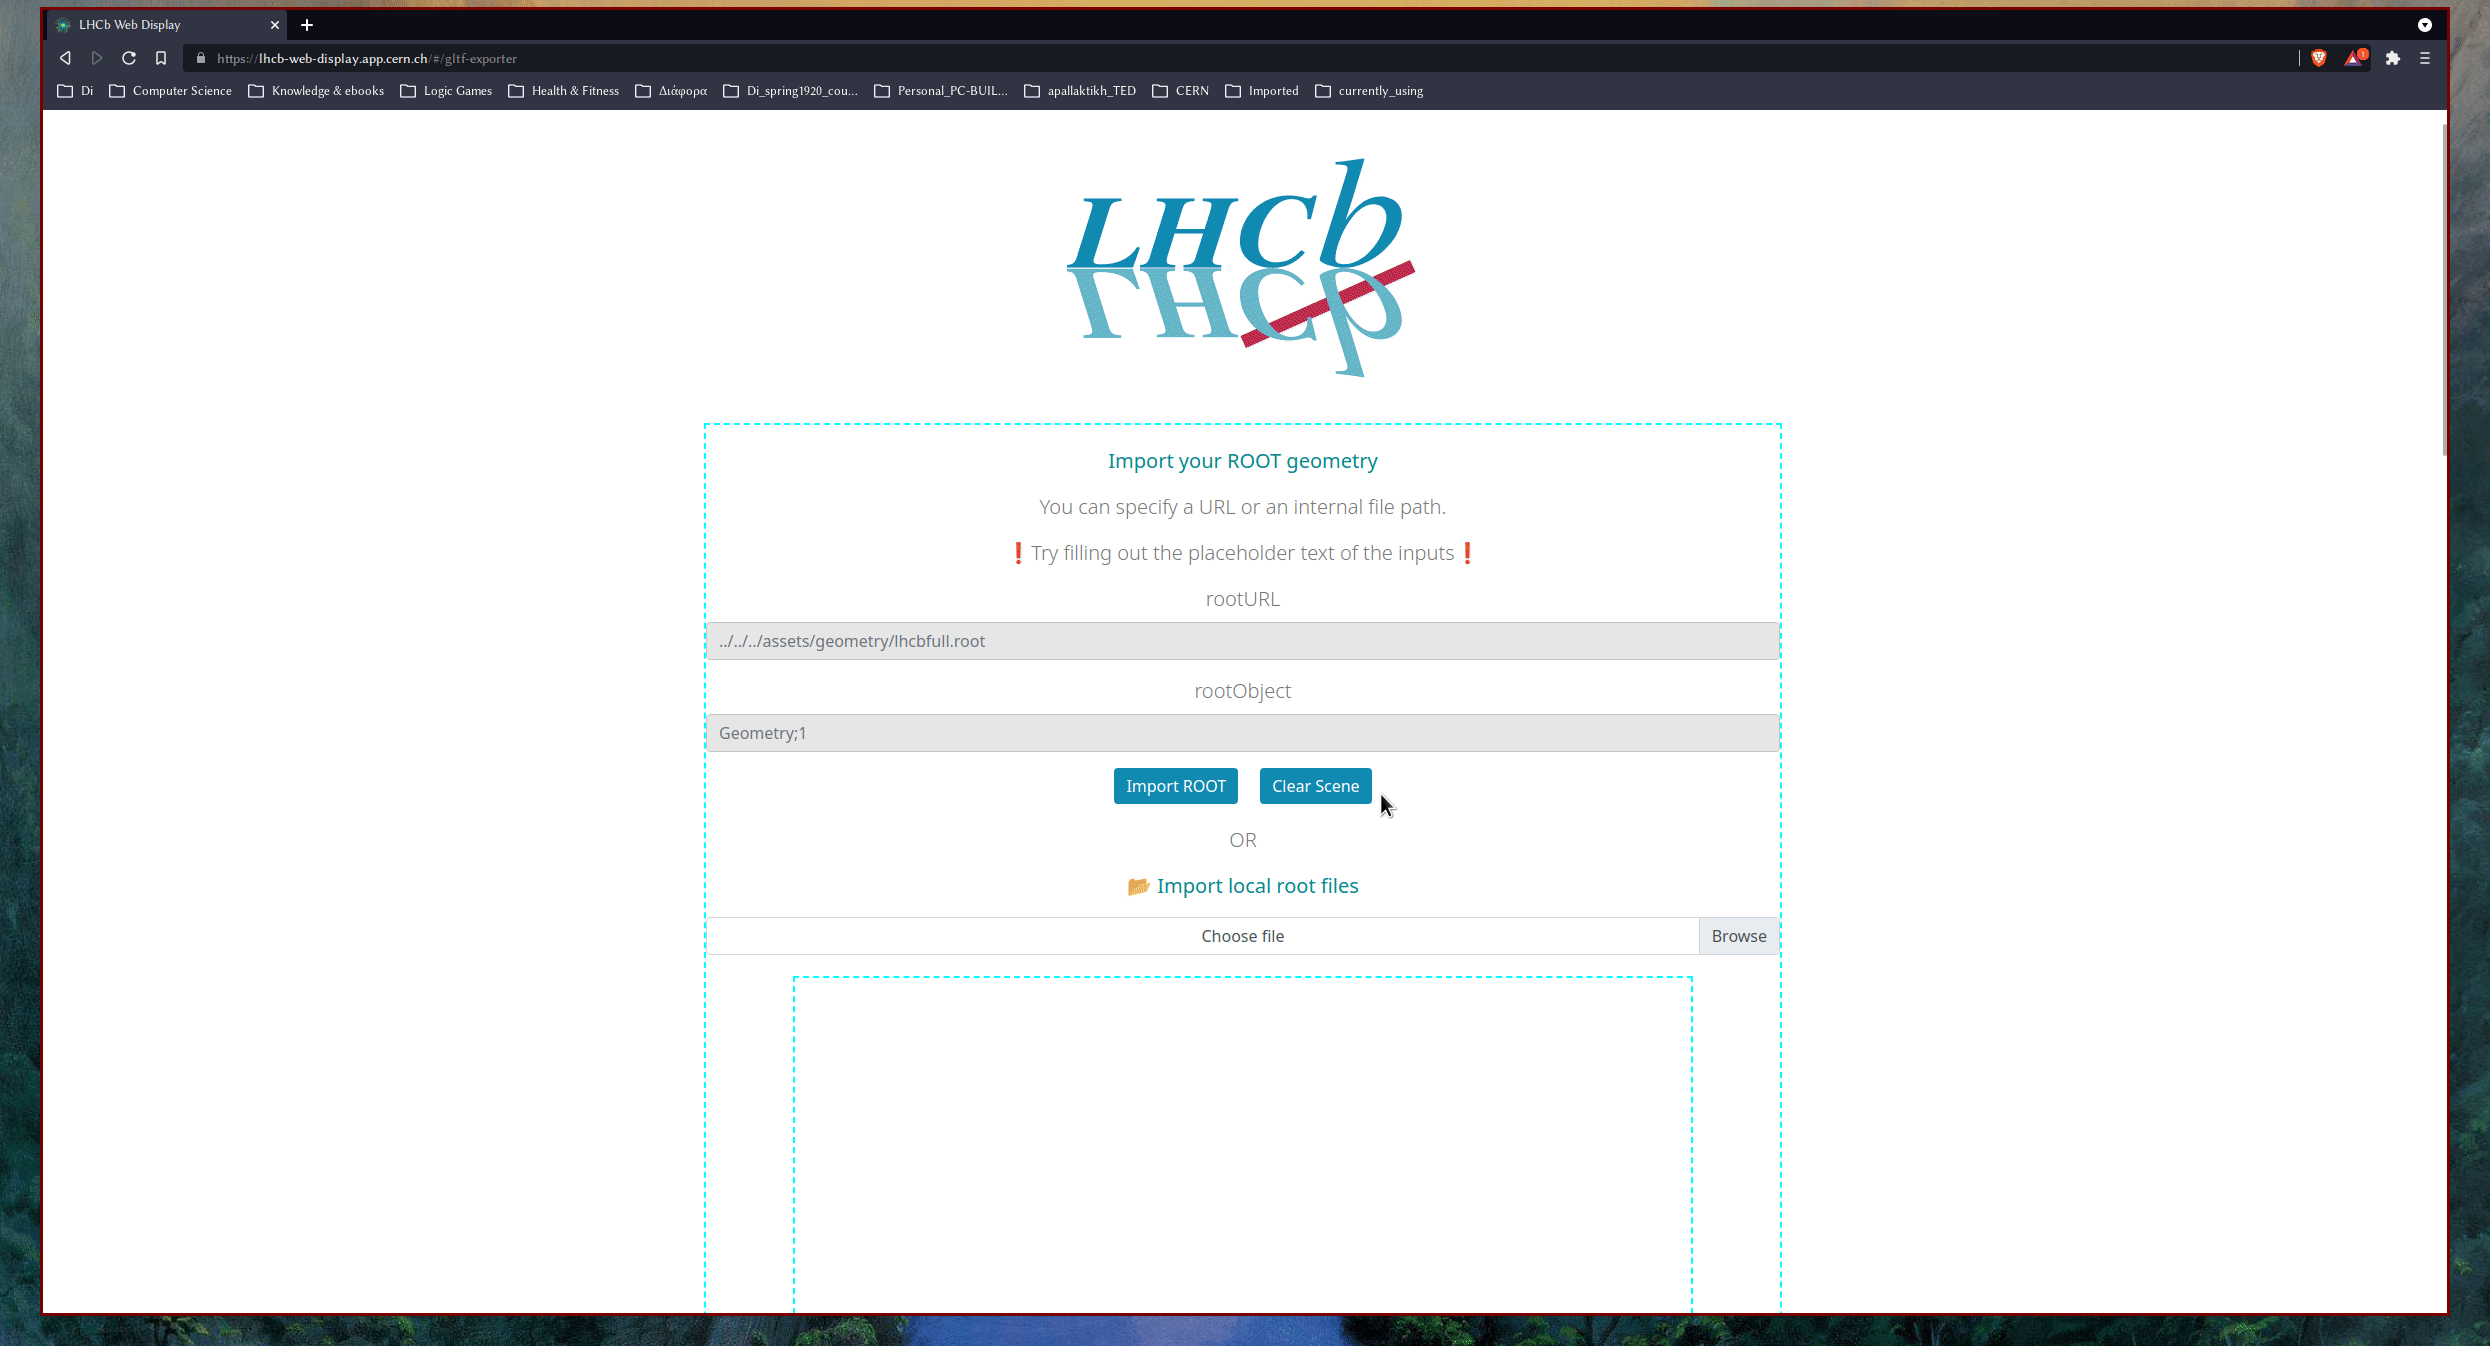 LHCb Web Display
https://lhcb-web-display.app.cern.ch/#/gltf-exporter
1
Di Computer Science Knowledge & ebooks Logic Games Health & Fitness Διάφορα Di_spring1920_cou... Personal_PC-BUIL... apallaktikh_TED CERN Imported currently_using
LHCb
LHCb
Import your ROOT geometry
You can specify a URL or an internal file path.
❗ Try filling out the placeholder text of the inputs ❗
rootURL
../../../assets/geometry/lhcbfull.root
rootObject
Geometry;1
Import ROOT Clear Scene
OR
📂 Import local root files
Choose file Browse